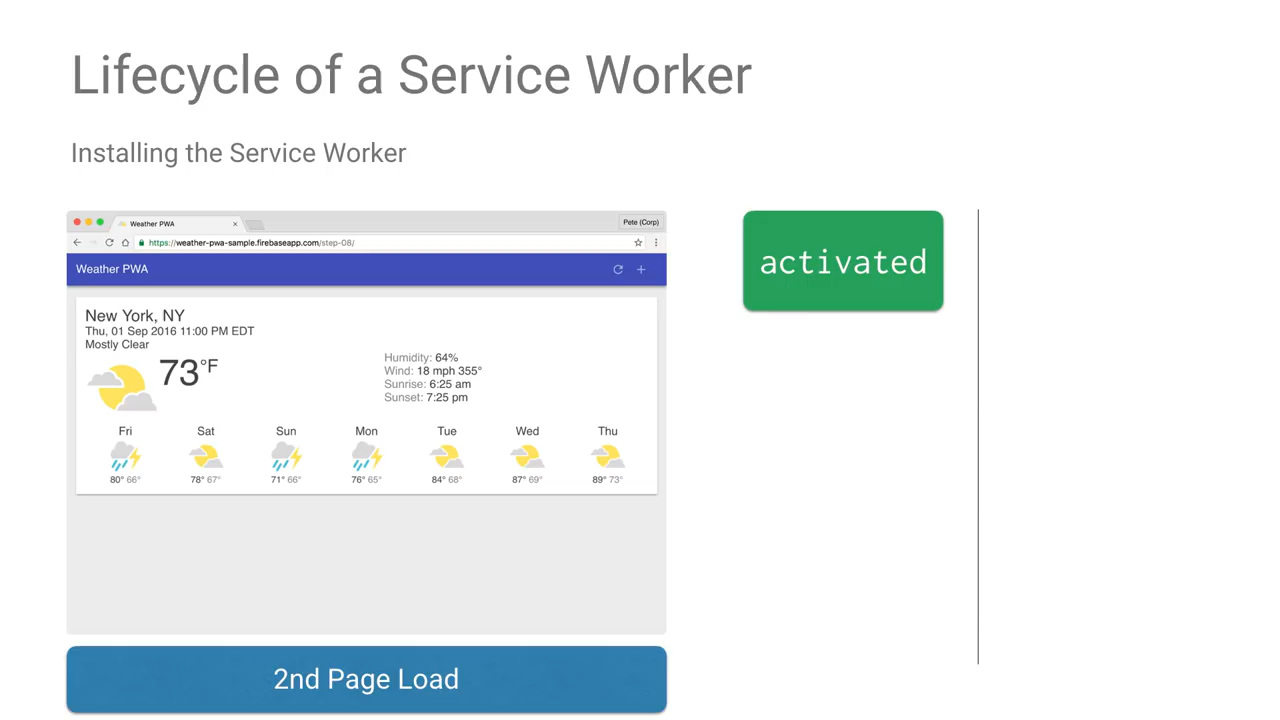 Lifecycle of a Service Worker
Installing the Service Worker
Weather PWA
Pete (Corp)
https://weather-pwa-sample.firebaseapp.com/step-08/
Weather PWA
New York, NY
Thu, 01 Sep 2016 11:00 PM EDT
Mostly Clear
73°F
Humidity: 64%
Wind: 18 mph 355°
Sunrise: 6:25 am
Sunset: 7:25 pm
Fri Sat Sun Mon Tue Wed Thu
80° 66° 78° 67° 71° 66° 76° 65° 84° 68° 87° 69° 89° 73°
activated
2nd Page Load